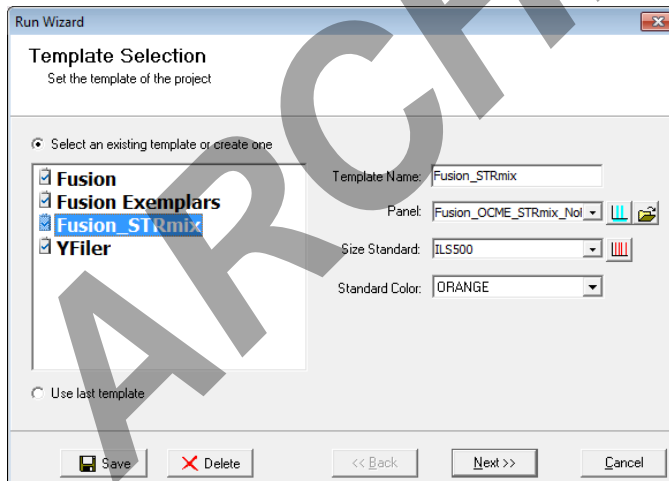 Run Wizard
Template Selection
Set the template of the project
Select an existing template or create one
Fusion
Fusion Exemplars
Fusion_STRmix
YFiler
Template Name: Fusion_STRmix
Panel: Fusion_OCME_STRmix_Nol
Size Standard: ILS500
Standard Color: ORANGE
Use last template
Save Delete << Back Next >> Cancel
ARCH